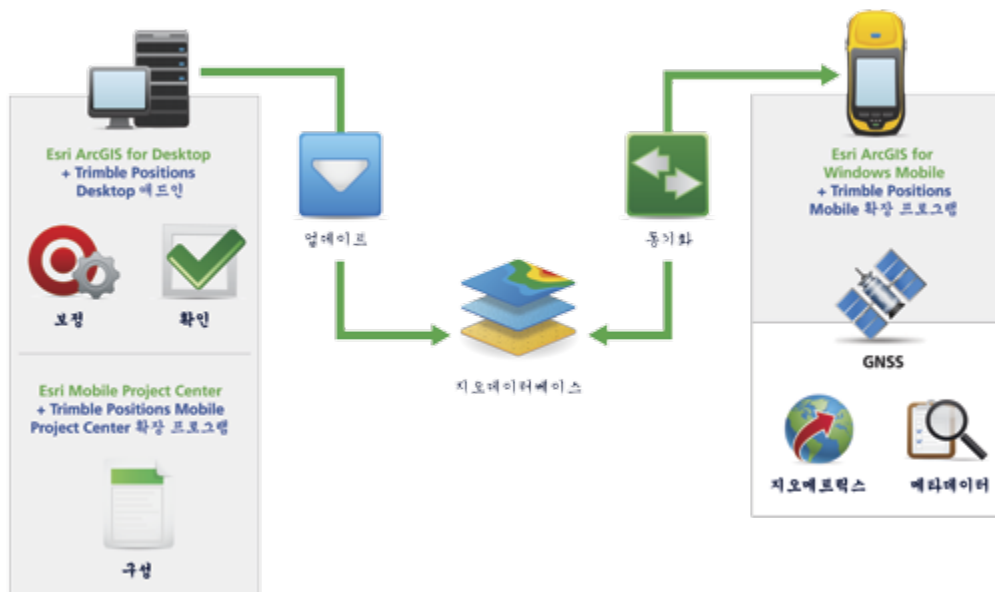 Esri ArcGIS for Desktop
+ Trimble Positions
Desktop 애드인
보정
확인
Esri Mobile Project Center
+ Trimble Positions Mobile
Project Center 확장 프로그램
구성
업데이트
지오데이터베이스
동기화
Esri ArcGIS for
Windows Mobile
+ Trimble Positions
Mobile 확장 프로그램
GNSS
지오메트릭스
메타데이터